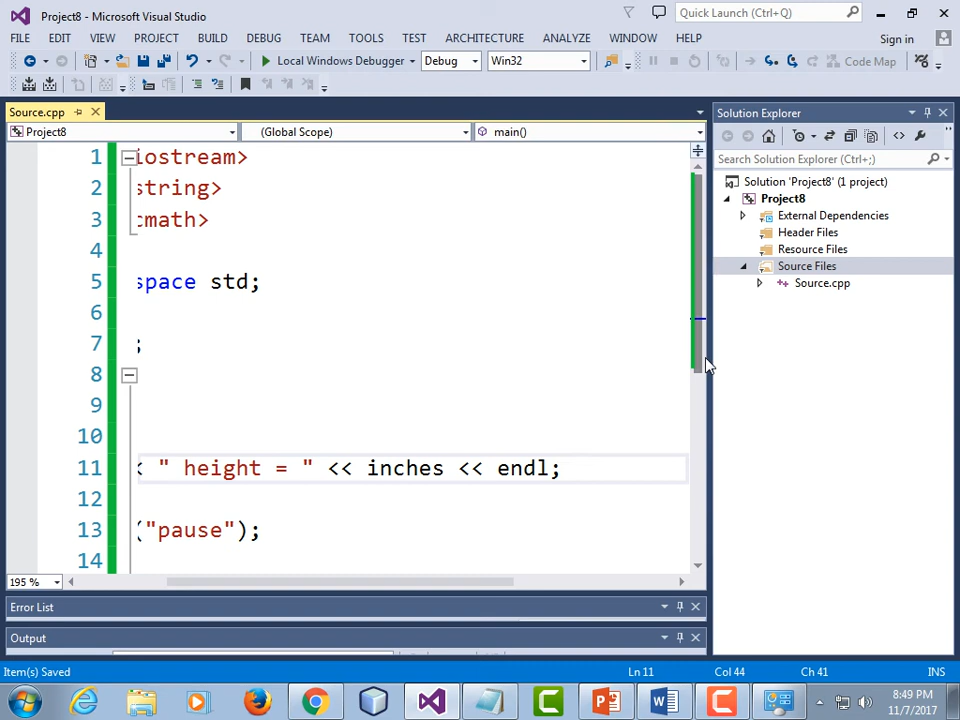 Project8 - Microsoft Visual Studio
Quick Launch (Ctrl+Q)
FILE EDIT VIEW PROJECT BUILD DEBUG TEAM TOOLS TEST ARCHITECTURE ANALYZE WINDOW HELP
Sign in
Local Windows Debugger Debug Win32 Code Map
Source.cpp
Solution Explorer
Project8 (Global Scope) main()
Search Solution Explorer (Ctrl+;)
Solution 'Project8' (1 project)
Project8
External Dependencies
Header Files
Resource Files
Source Files
Source.cpp
1 iostream>
2 string>
3 cmath>
4
5 space std;
6
7 ;
8
9
10
11 < " height = " << inches << endl;
12
13 ("pause");
14
195 %
Error List
Output
Item(s) Saved Ln 11 Col 44 Ch 41 INS
8:49 PM
11/7/2017